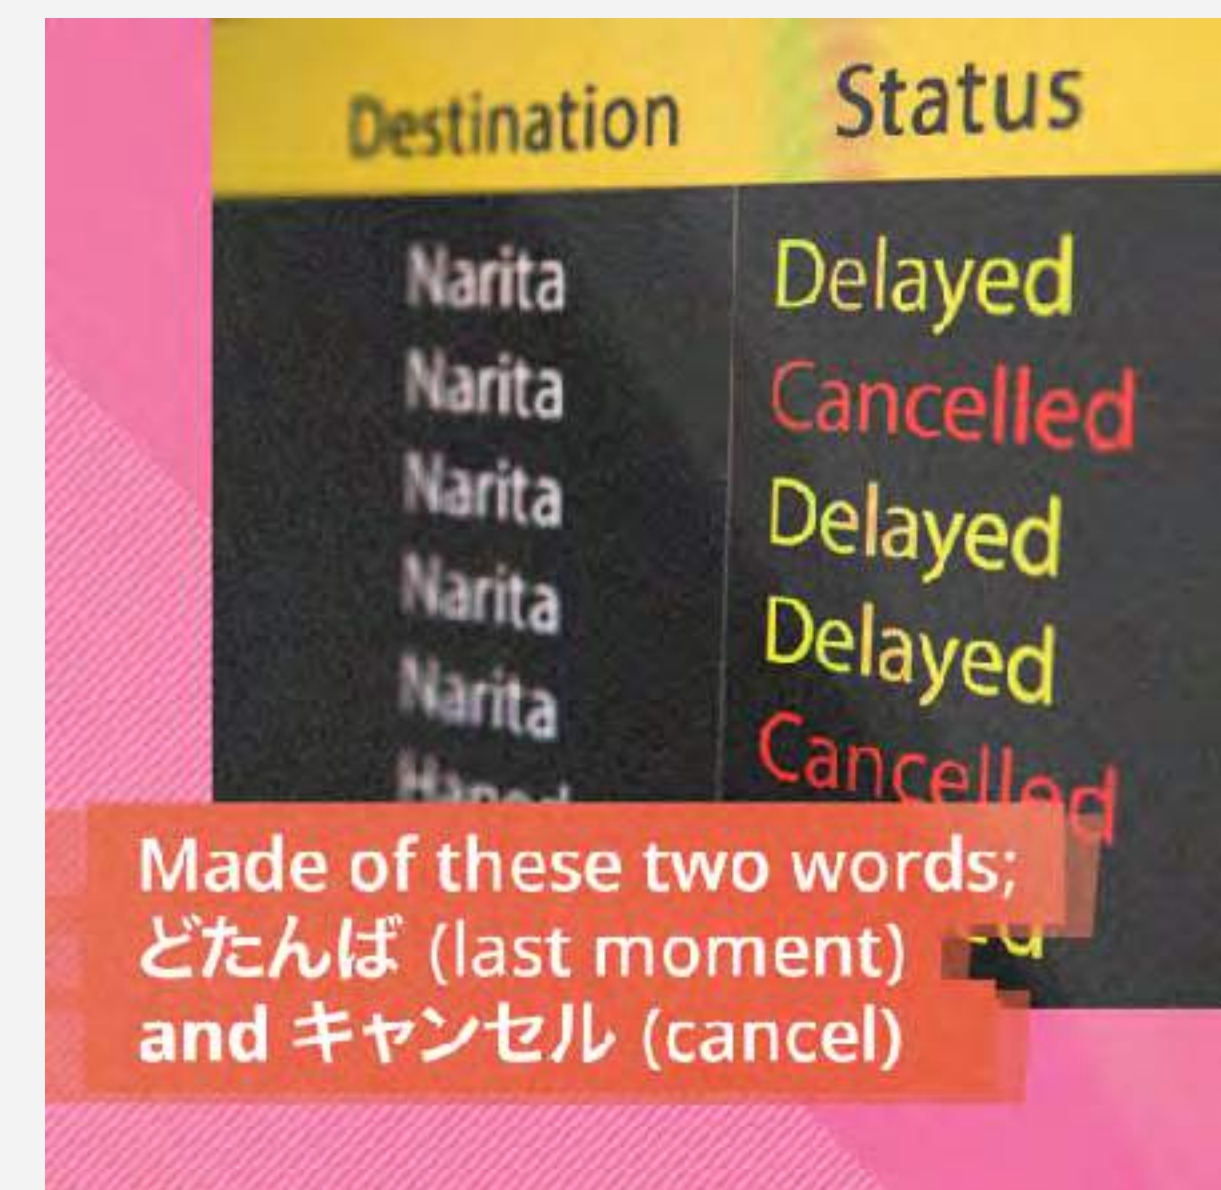 Destination Status
Narita Delayed
Narita Cancelled
Narita Delayed
Narita Delayed
Narita Cancelled
Made of these two words;
どたんば (last moment)
and キャンセル (cancel)